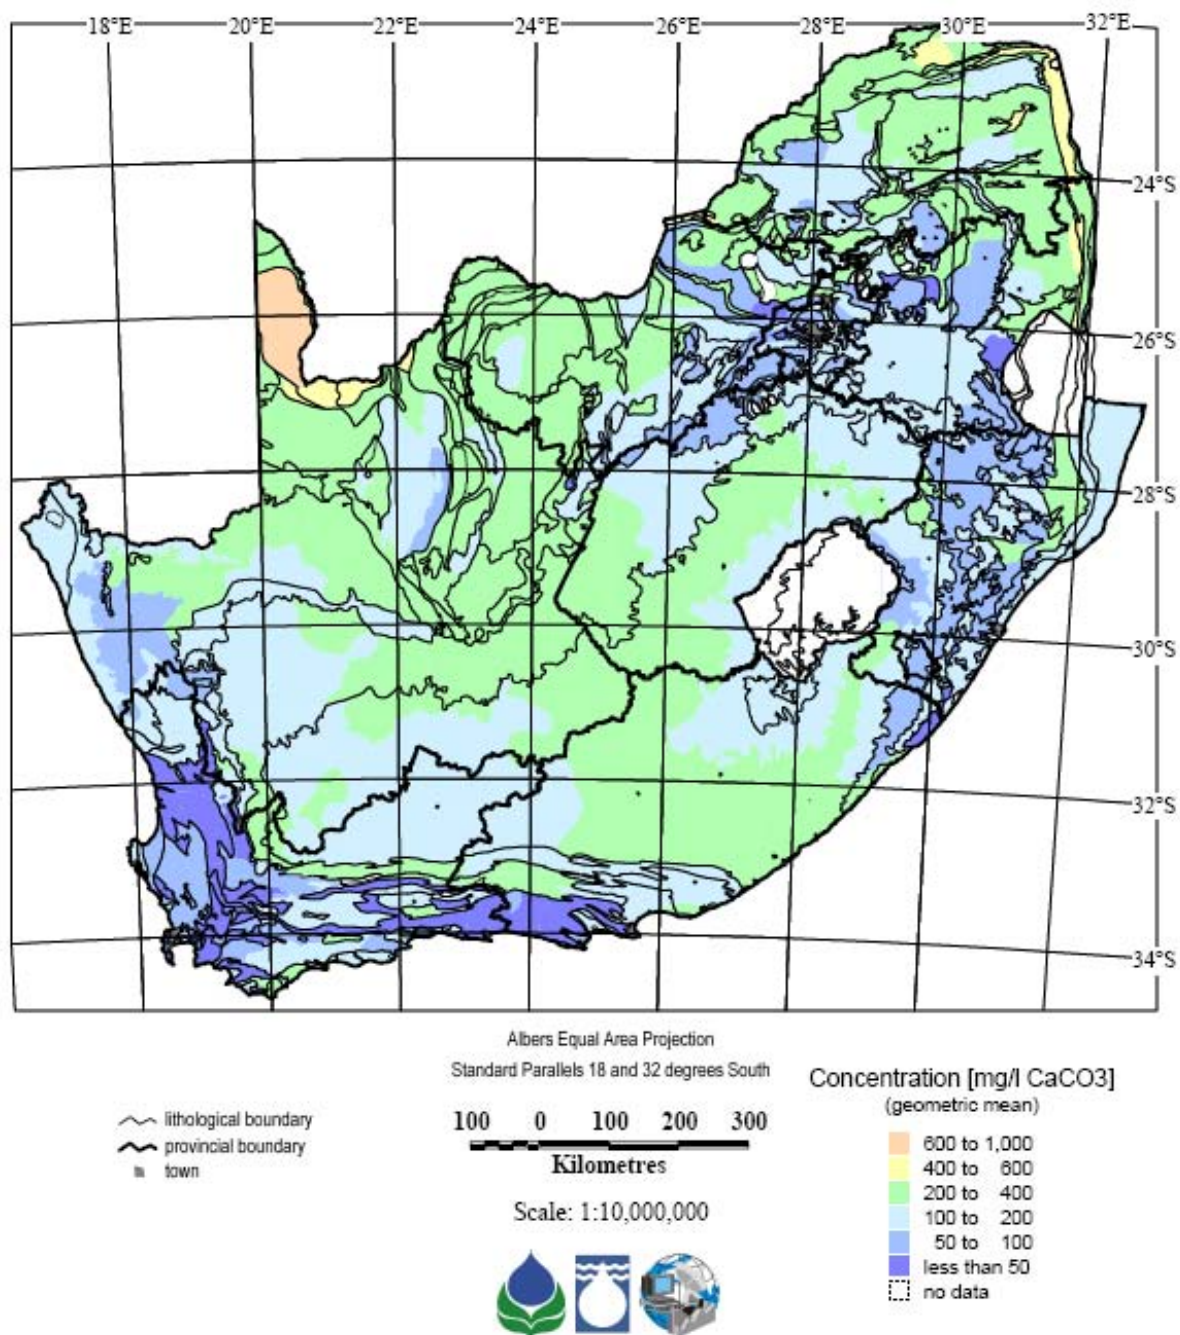 18°E 20°E 22°E 24°E 26°E 28°E 30°E 32°E
24°S
26°S
28°S
30°S
32°S
34°S
Albers Equal Area Projection
Standard Parallels 18 and 32 degrees South
lithological boundary
provincial boundary
town
100 0 100 200 300
Kilometres
Scale: 1:10,000,000
Concentration [mg/l CaCO3]
(geometric mean)
600 to 1,000
400 to 600
200 to 400
100 to 200
50 to 100
less than 50
no data